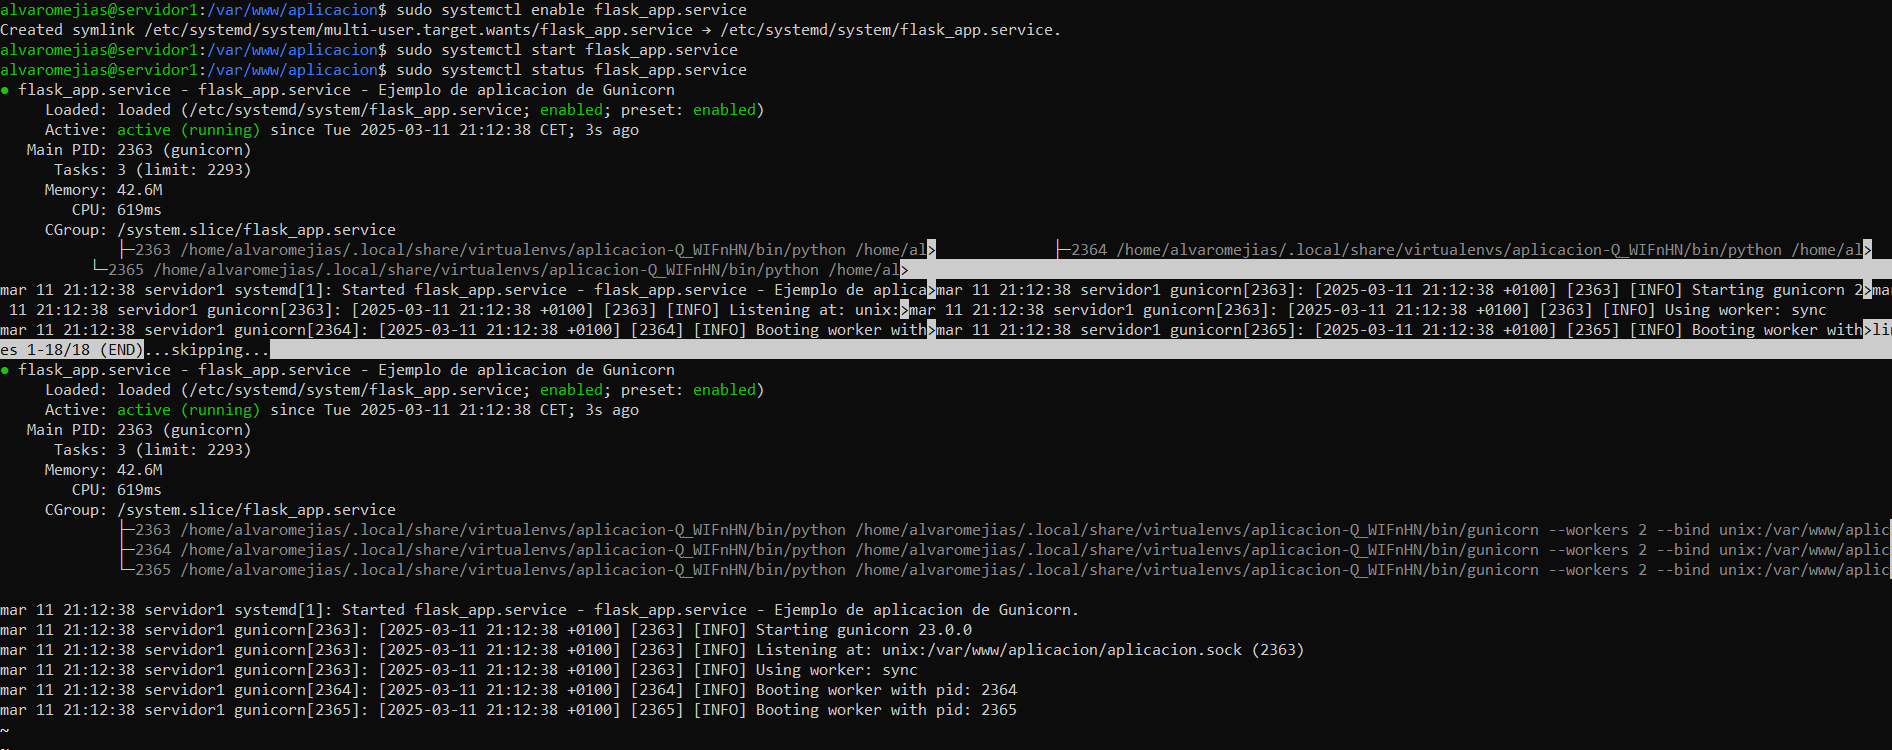 alvaromejias@servidor1:/var/www/aplicacion$ sudo systemctl enable flask_app.service
Created symlink /etc/systemd/system/multi-user.target.wants/flask_app.service → /etc/systemd/system/flask_app.service.
alvaromejias@servidor1:/var/www/aplicacion$ sudo systemctl start flask_app.service
alvaromejias@servidor1:/var/www/aplicacion$ sudo systemctl status flask_app.service
● flask_app.service - flask_app.service - Ejemplo de aplicacion de Gunicorn
     Loaded: loaded (/etc/systemd/system/flask_app.service; enabled; preset: enabled)
     Active: active (running) since Tue 2025-03-11 21:12:38 CET; 3s ago
   Main PID: 2363 (gunicorn)
      Tasks: 3 (limit: 2293)
     Memory: 42.6M
        CPU: 619ms
     CGroup: /system.slice/flask_app.service
             ├─2363 /home/alvaromejias/.local/share/virtualenvs/aplicacion-Q_WIFnHN/bin/python /home/al>             ├─2364 /home/alvaromejias/.local/share/virtualenvs/aplicacion-Q_WIFnHN/bin/python /home/al>
          └─2365 /home/alvaromejias/.local/share/virtualenvs/aplicacion-Q_WIFnHN/bin/python /home/al>
mar 11 21:12:38 servidor1 systemd[1]: Started flask_app.service - flask_app.service - Ejemplo de aplica>mar 11 21:12:38 servidor1 gunicorn[2363]: [2025-03-11 21:12:38 +0100] [2363] [INFO] Starting gunicorn 2>mar
 11 21:12:38 servidor1 gunicorn[2363]: [2025-03-11 21:12:38 +0100] [2363] [INFO] Listening at: unix:>mar 11 21:12:38 servidor1 gunicorn[2363]: [2025-03-11 21:12:38 +0100] [2363] [INFO] Using worker: sync
mar 11 21:12:38 servidor1 gunicorn[2364]: [2025-03-11 21:12:38 +0100] [2364] [INFO] Booting worker with>mar 11 21:12:38 servidor1 gunicorn[2365]: [2025-03-11 21:12:38 +0100] [2365] [INFO] Booting worker with>lin
es 1-18/18 (END)...skipping...
● flask_app.service - flask_app.service - Ejemplo de aplicacion de Gunicorn
     Loaded: loaded (/etc/systemd/system/flask_app.service; enabled; preset: enabled)
     Active: active (running) since Tue 2025-03-11 21:12:38 CET; 3s ago
   Main PID: 2363 (gunicorn)
      Tasks: 3 (limit: 2293)
     Memory: 42.6M
        CPU: 619ms
     CGroup: /system.slice/flask_app.service
             ├─2363 /home/alvaromejias/.local/share/virtualenvs/aplicacion-Q_WIFnHN/bin/python /home/alvaromejias/.local/share/virtualenvs/aplicacion-Q_WIFnHN/bin/gunicorn --workers 2 --bind unix:/var/www/aplic
             ├─2364 /home/alvaromejias/.local/share/virtualenvs/aplicacion-Q_WIFnHN/bin/python /home/alvaromejias/.local/share/virtualenvs/aplicacion-Q_WIFnHN/bin/gunicorn --workers 2 --bind unix:/var/www/aplic
             └─2365 /home/alvaromejias/.local/share/virtualenvs/aplicacion-Q_WIFnHN/bin/python /home/alvaromejias/.local/share/virtualenvs/aplicacion-Q_WIFnHN/bin/gunicorn --workers 2 --bind unix:/var/www/aplic

mar 11 21:12:38 servidor1 systemd[1]: Started flask_app.service - flask_app.service - Ejemplo de aplicacion de Gunicorn.
mar 11 21:12:38 servidor1 gunicorn[2363]: [2025-03-11 21:12:38 +0100] [2363] [INFO] Starting gunicorn 23.0.0
mar 11 21:12:38 servidor1 gunicorn[2363]: [2025-03-11 21:12:38 +0100] [2363] [INFO] Listening at: unix:/var/www/aplicacion/aplicacion.sock (2363)
mar 11 21:12:38 servidor1 gunicorn[2363]: [2025-03-11 21:12:38 +0100] [2363] [INFO] Using worker: sync
mar 11 21:12:38 servidor1 gunicorn[2364]: [2025-03-11 21:12:38 +0100] [2364] [INFO] Booting worker with pid: 2364
mar 11 21:12:38 servidor1 gunicorn[2365]: [2025-03-11 21:12:38 +0100] [2365] [INFO] Booting worker with pid: 2365
~